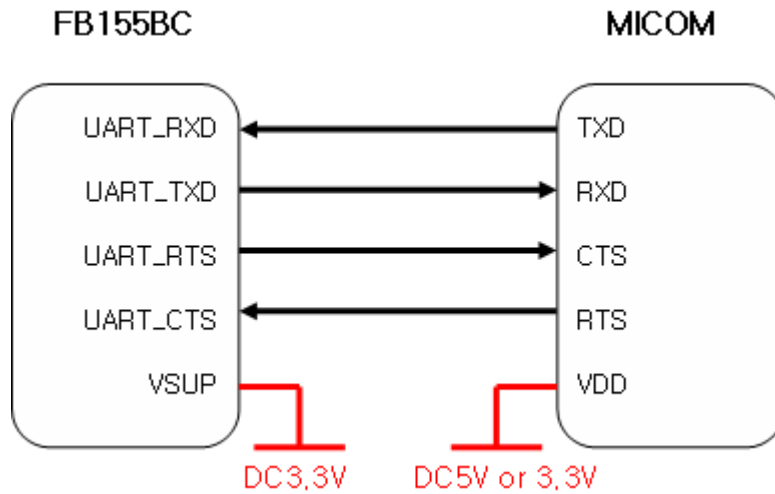 FB155BC
MICOM
UART_RXD
TXD
UART_TXD
RXD
UART_RTS
CTS
UART_CTS
RTS
VSUP
VDD
DC3,3V
DC5V or 3,3V